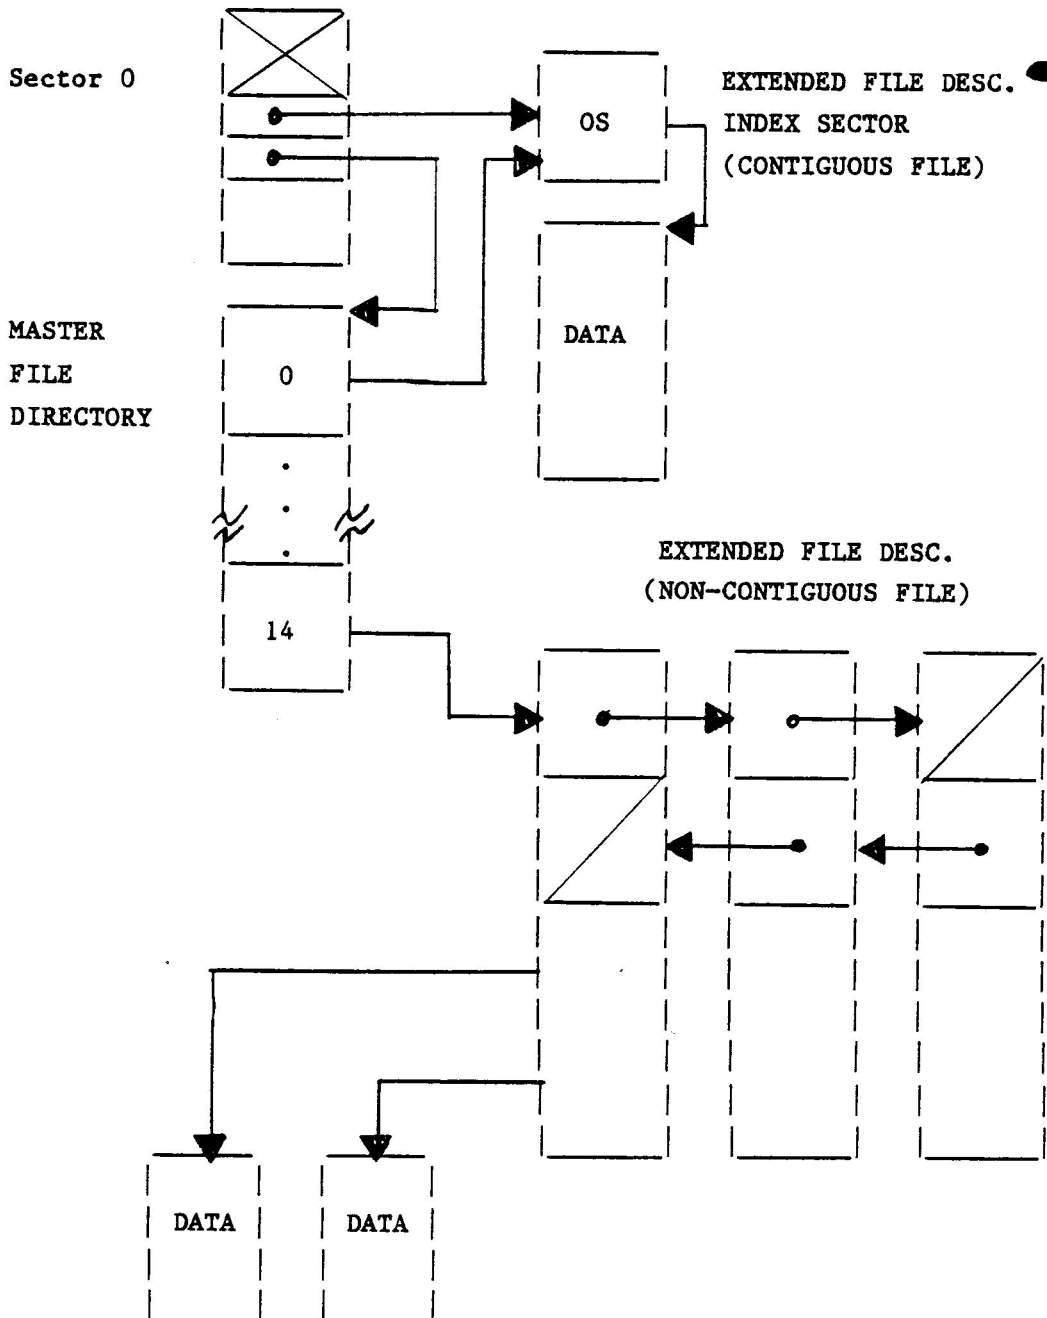 Sector 0
OS
EXTENDED FILE DESC.
INDEX SECTOR
(CONTIGUOUS FILE)
MASTER
FILE
DIRECTORY
0
DATA
EXTENDED FILE DESC.
(NON-CONTIGUOUS FILE)
14
DATA
DATA